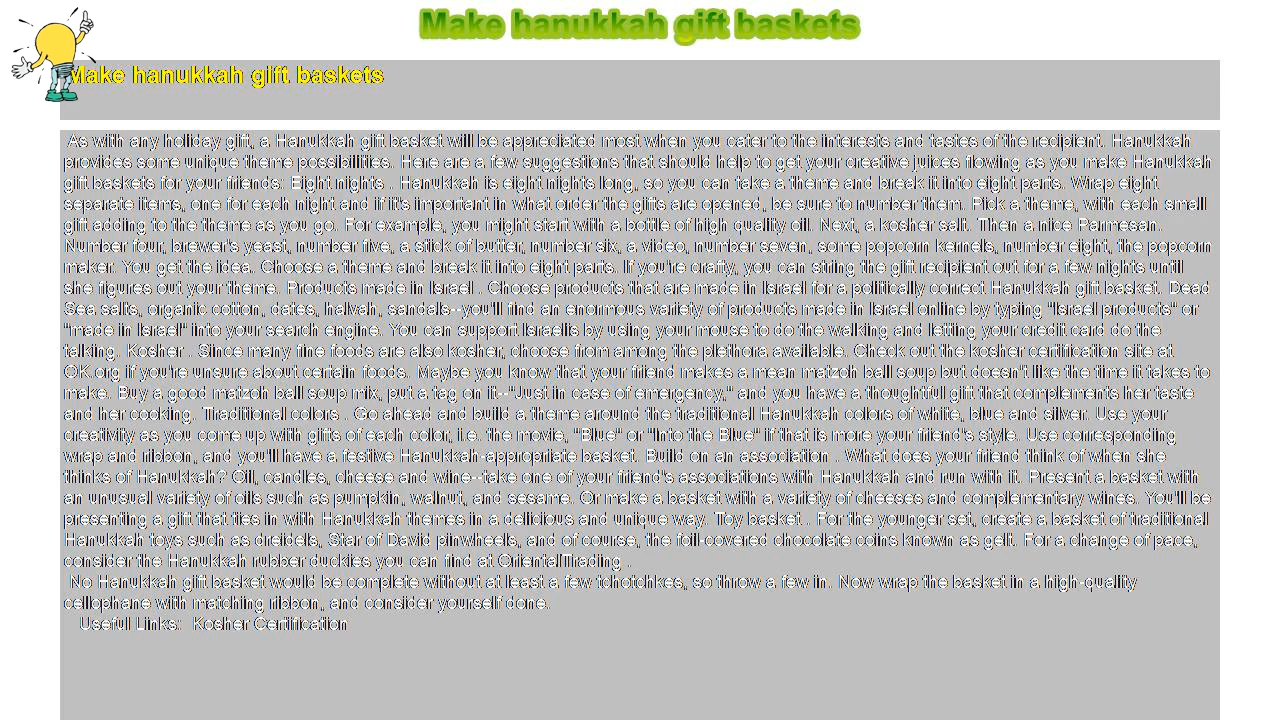 Make hanukkah gift baskets
Make hanukkah gift baskets
As with any holiday gift, a Hanukkah gift basket will be appreciated most when you cater to the interests and tastes of the recipient. Hanukkah
provides some unique theme possibilities. Here are a few suggestions that should help to get your creative juices flowing as you make Hanukkah
gift baskets for your friends: Eight nights . Hanukkah is eight nights long, so you can take a theme and break it into eight parts. Wrap eight
separate items, one for each night and if it's important in what order the gifts are opened, be sure to number them. Pick a theme, with each small
gift adding to the theme as you go. For example, you might start with a bottle of high quality oil. Next, a kosher salt. Then a nice Parmesan.
Number four, brewer's yeast, number five, a stick of butter, number six, a video, number seven, some popcorn kernels, number eight, the popcorn
maker. You get the idea. Choose a theme and break it into eight parts. If you're crafty, you can string the gift recipient out for a few nights until
she figures out your theme. Products made in Israel . Choose products that are made in Israel for a politically correct Hanukkah gift basket. Dead
Sea salts, organic cotton, dates, halvah, sandals--you'll find an enormous variety of products made in Israel online by typing "Israel products" or
"made in Israel" into your search engine. You can support Israelis by using your mouse to do the walking and letting your credit card do the
talking. Kosher . Since many fine foods are also kosher, choose from among the plethora available. Check out the kosher certification site at
OK.org if you're unsure about certain foods. Maybe you know that your friend makes a mean matzoh ball soup but doesn't like the time it takes to
make. Buy a good matzoh ball soup mix, put a tag on it--"Just in case of emergency," and you have a thoughtful gift that complements her taste
and her cooking. Traditional colors . Go ahead and build a theme around the traditional Hanukkah colors of white, blue and silver. Use your
creativity as you come up with gifts of each color, i.e. the movie, "Blue" or "Into the Blue" if that is more your friend's style. Use corresponding
wrap and ribbon, and you'll have a festive Hanukkah-appropriate basket. Build on an association . What does your friend think of when she
thinks of Hanukkah? Oil, candles, cheese and wine--take one of your friend's associations with Hanukkah and run with it. Present a basket with
an unusual variety of oils such as pumpkin, walnut, and sesame. Or make a basket with a variety of cheeses and complementary wines. You'll be
presenting a gift that ties in with Hanukkah themes in a delicious and unique way. Toy basket . For the younger set, create a basket of traditional
Hanukkah toys such as dreidels, Star of David pinwheels, and of course, the foil-covered chocolate coins known as gelt. For a change of pace,
consider the Hanukkah rubber duckies you can find at OrientalTrading .
No Hanukkah gift basket would be complete without at least a few tchotchkes, so throw a few in. Now wrap the basket in a high-quality
cellophane with matching ribbon, and consider yourself done.
Useful Links: Kosher Certification